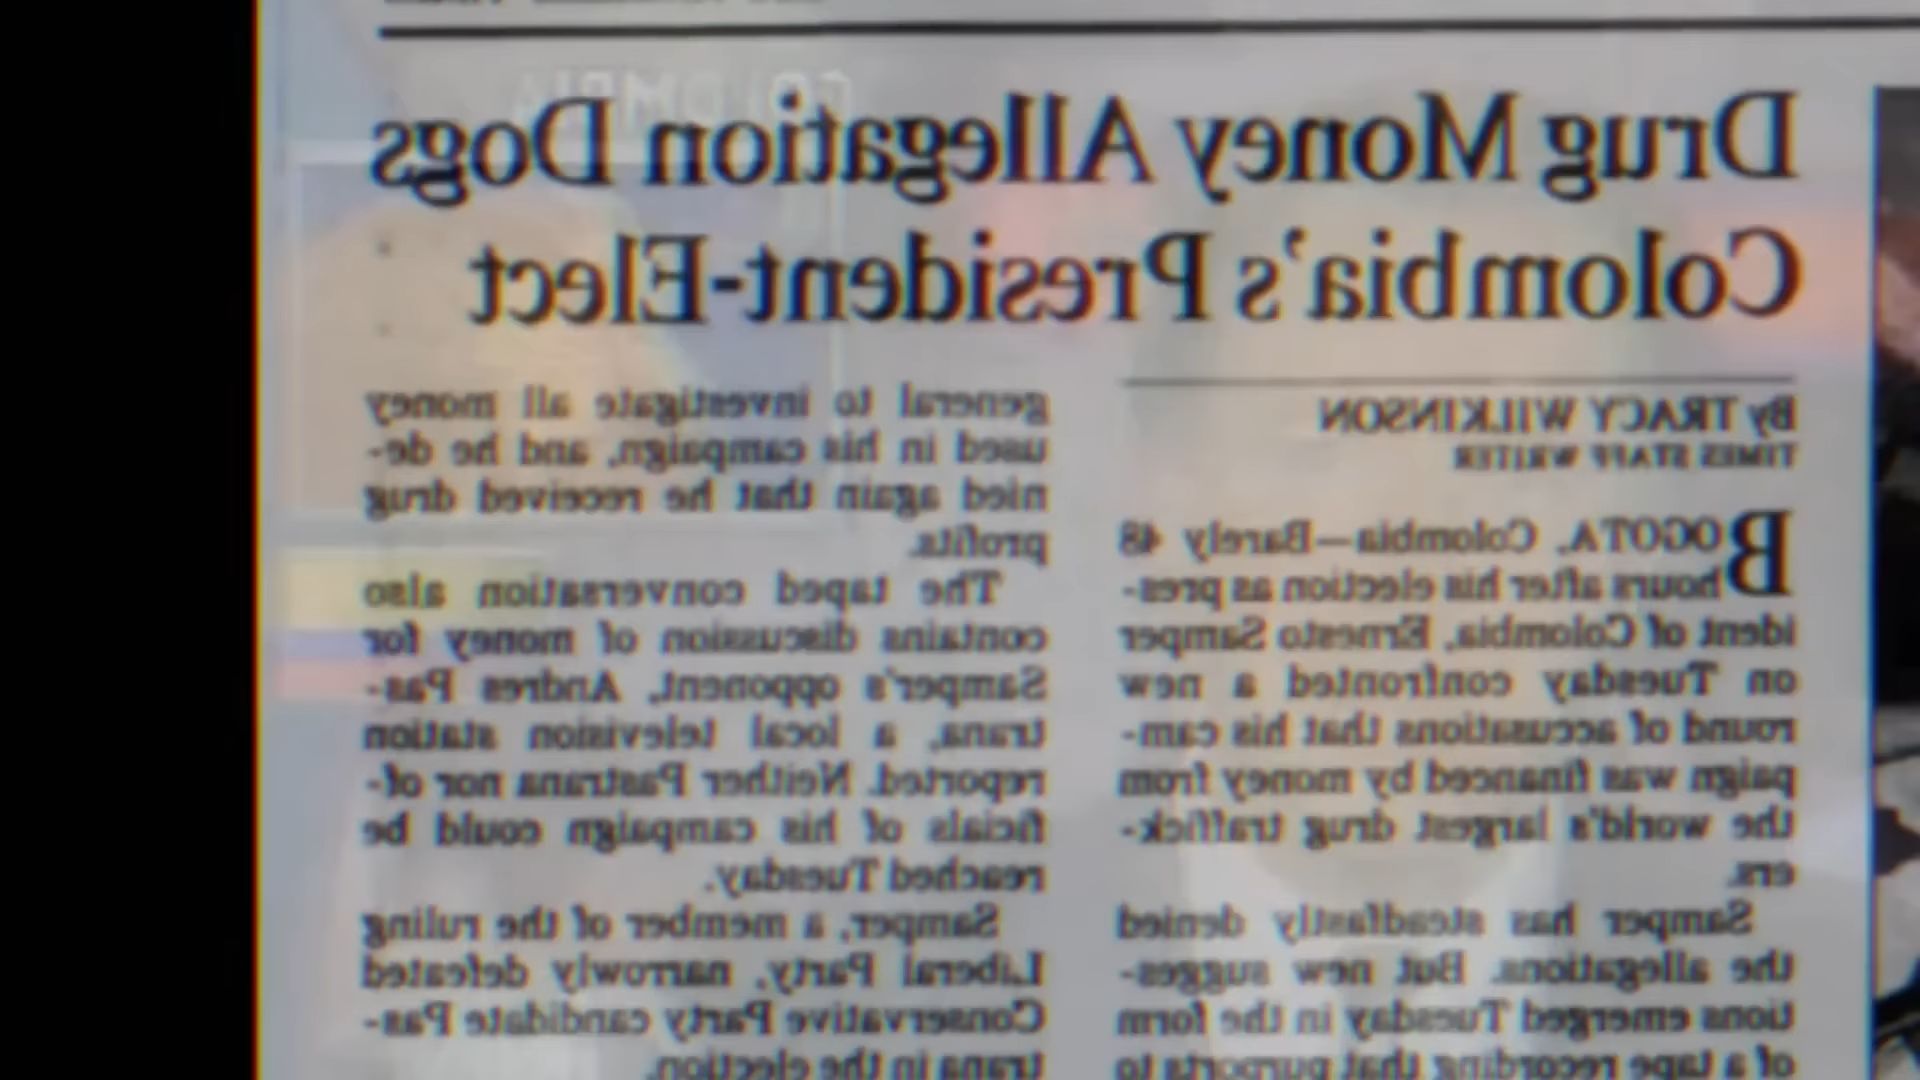 COLOMBIA
Drug Money Allegation Dogs
Colombia's President-Elect
By TRACY WILKINSON
TIMES STAFF WRITER
BOGOTA, Colombia—Barely 48
hours after his election as pres-
ident of Colombia, Ernesto Samper
on Tuesday confronted a new
round of accusations that his cam-
paign was financed by money from
the world's largest drug traffick-
ers.
Samper has steadfastly denied
the allegations. But new sugges-
tions emerged Tuesday in the form
of a tape recording that purports to
general to investigate all money
used in his campaign, and he de-
nied again that he received drug
profits.
The taped conversation also
contains discussion of money for
Samper's opponent, Andres Pas-
trana, a local television station
reported. Neither Pastrana nor of-
ficials of his campaign could be
reached Tuesday.
Samper, a member of the ruling
Liberal Party, narrowly defeated
Conservative Party candidate Pas-
trana in the election.